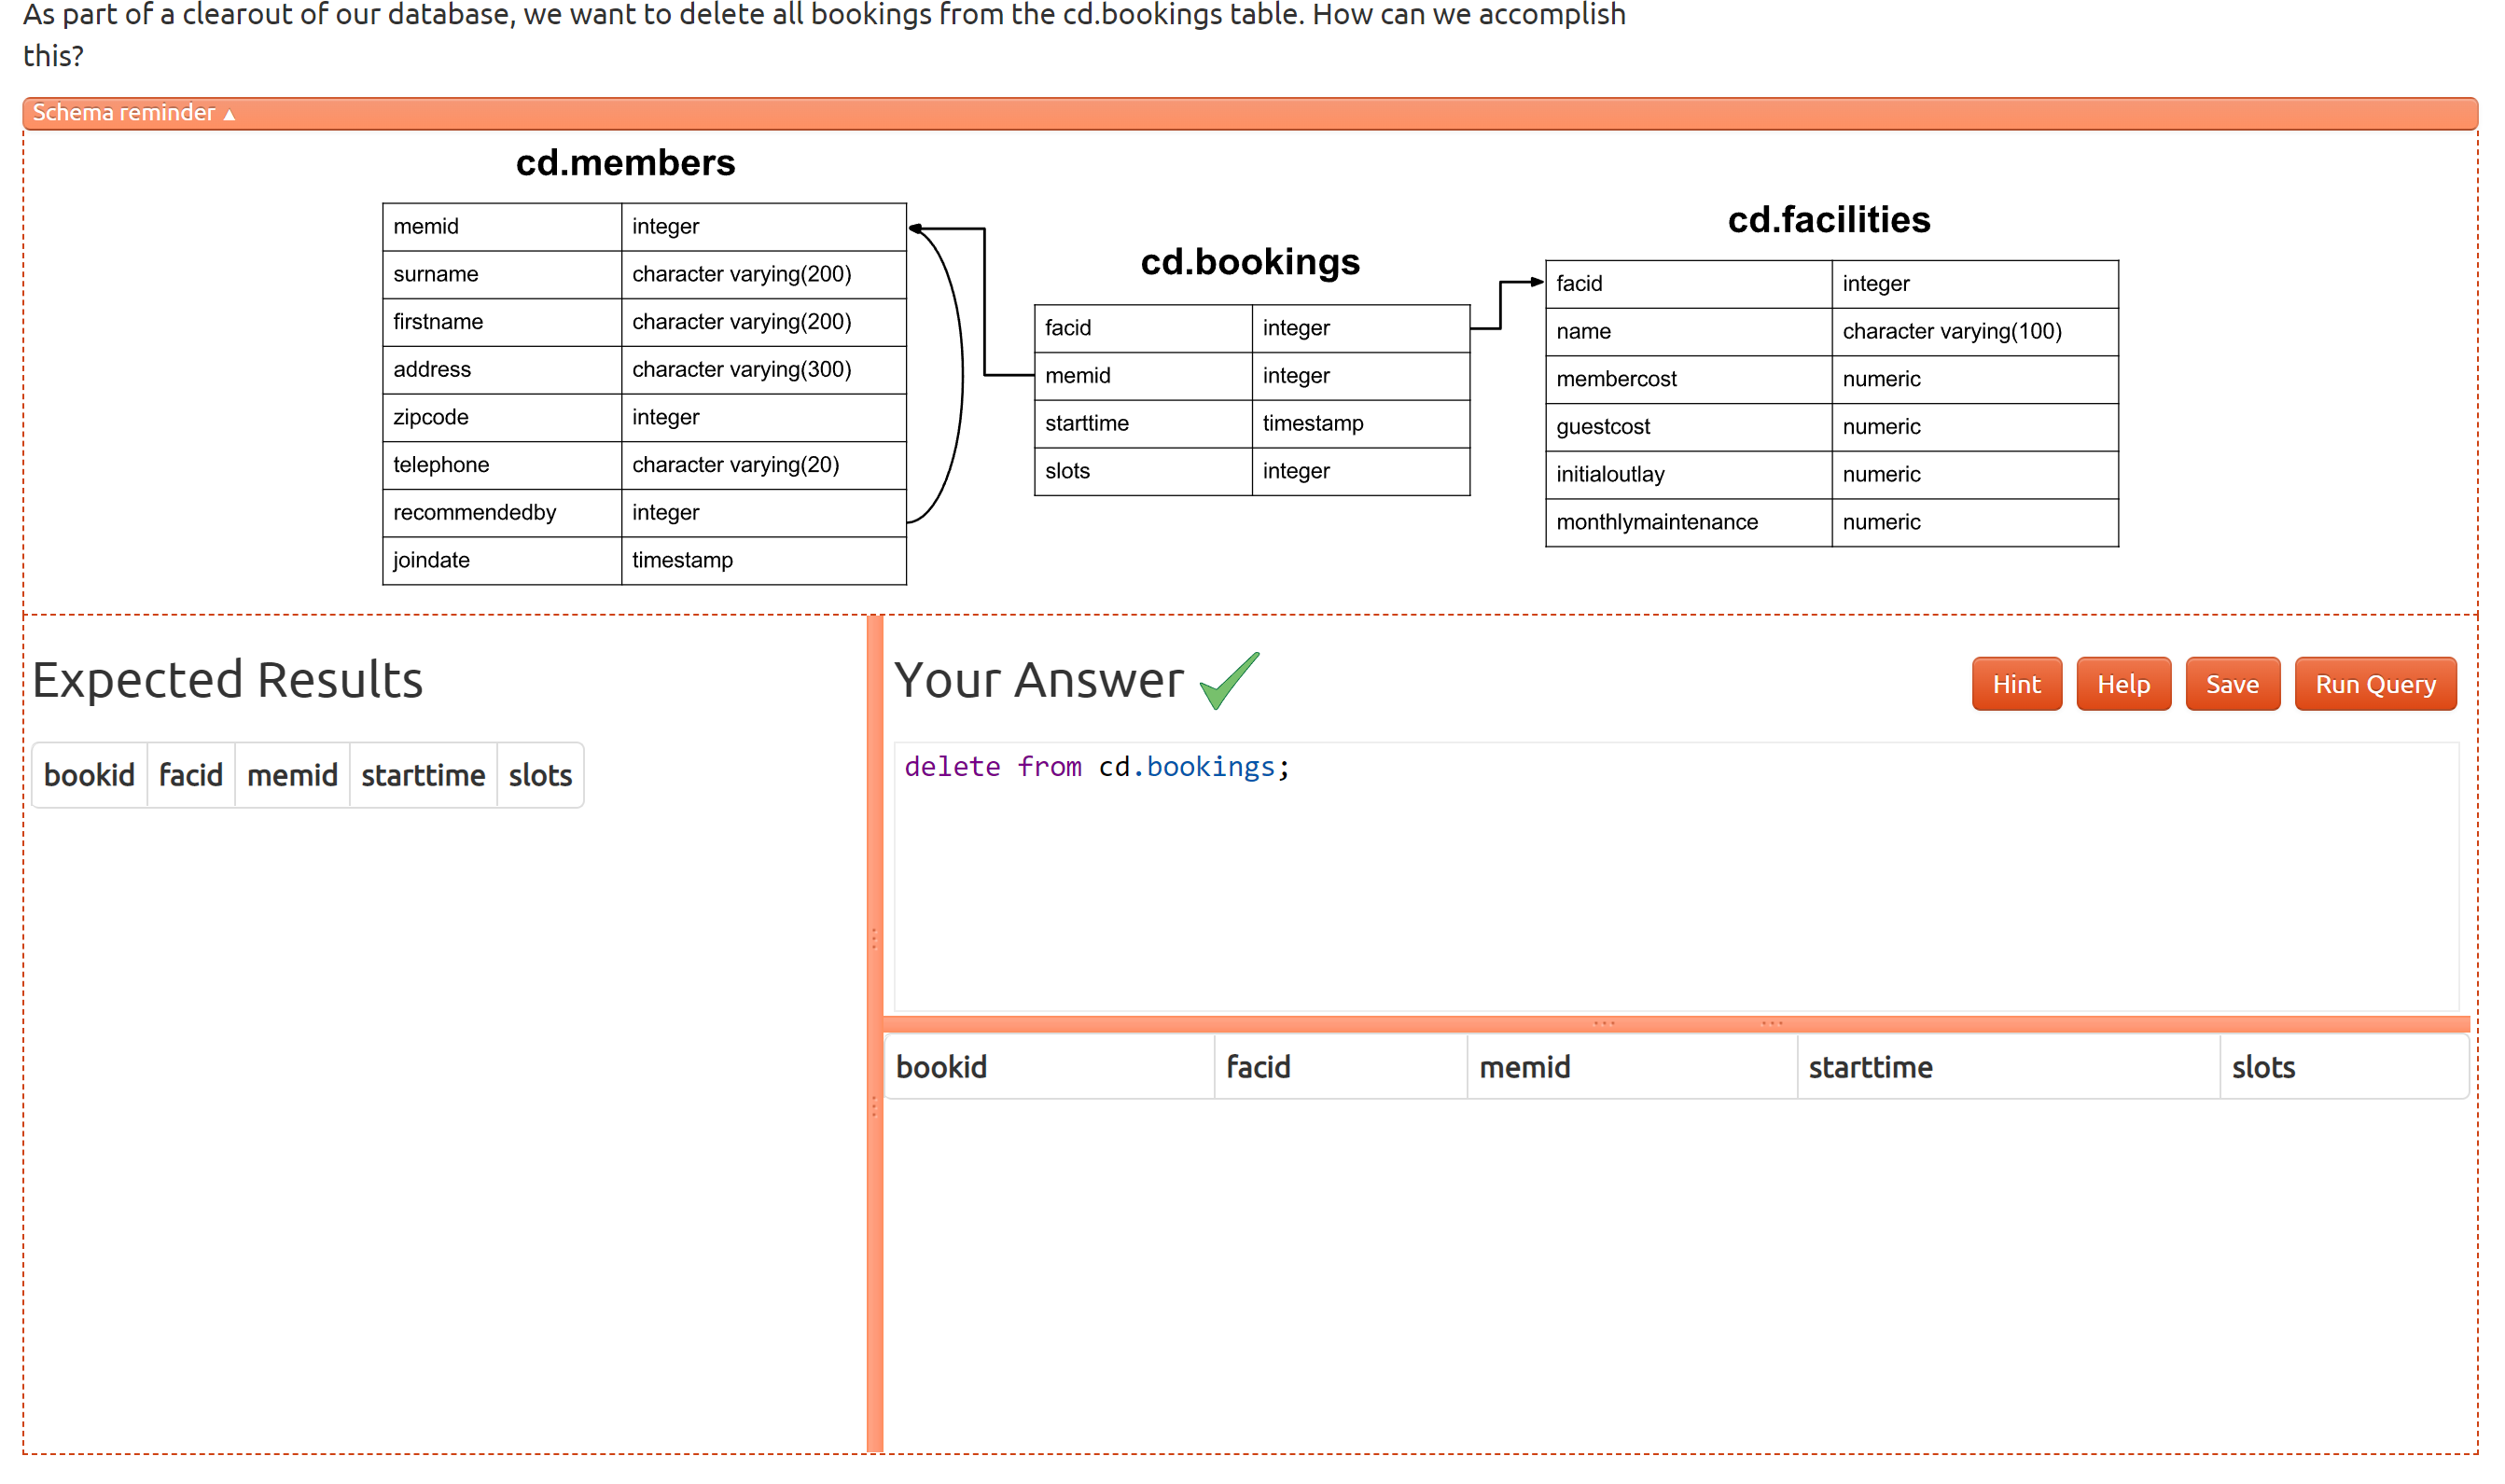 As part of a clearout of our database, we want to delete all bookings from the cd.bookings table. How can we accomplish
this?
Schema reminder ▲
cd.members
memid integer
surname character varying(200)
firstname character varying(200)
address character varying(300)
zipcode integer
telephone character varying(20)
recommendedby integer
joindate timestamp
cd.bookings
facid integer
memid integer
starttime timestamp
slots integer
cd.facilities
facid integer
name character varying(100)
membercost numeric
guestcost numeric
initialoutlay numeric
monthlymaintenance numeric
Expected Results
bookid facid memid starttime slots
Your Answer
Hint Help Save Run Query
delete from cd.bookings;
bookid facid memid starttime slots